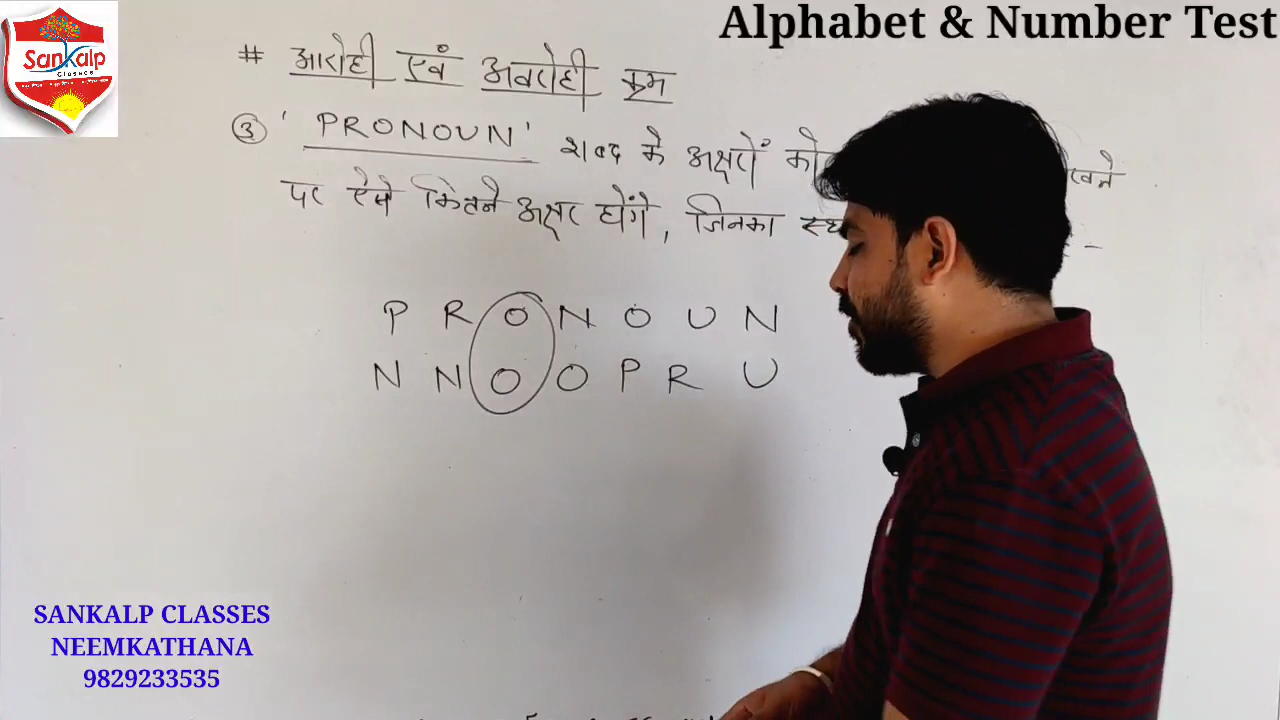 Alphabet & Number Test
SanKalp
Classes
# आरोही एवं अवरोही क्रम
③ ' PRONOUN' शब्द के अक्षरों को
पर ऐसे कितने अक्षर होंगे, जिनका
P R O N O U N
N N O O P R U
SANKALP CLASSES
NEEMKATHANA
9829233535